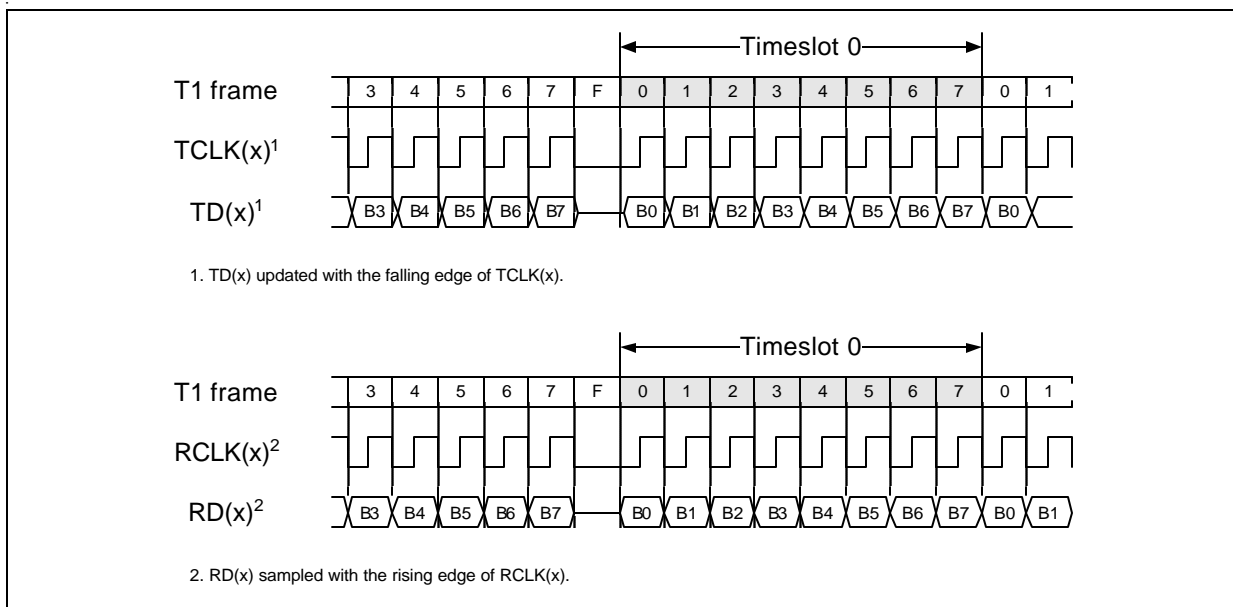 Timeslot 0
T1 frame 3 4 5 6 7 F 0 1 2 3 4 5 6 7 0 1
TCLK(x)1
TD(x)1 B3 B4 B5 B6 B7 B0 B1 B2 B3 B4 B5 B6 B7 B0
1. TD(x) updated with the falling edge of TCLK(x).
Timeslot 0
T1 frame 3 4 5 6 7 F 0 1 2 3 4 5 6 7 0 1
RCLK(x)2
RD(x)2 B3 B4 B5 B6 B7 B0 B1 B2 B3 B4 B5 B6 B7 B0 B1
2. RD(x) sampled with the rising edge of RCLK(x).